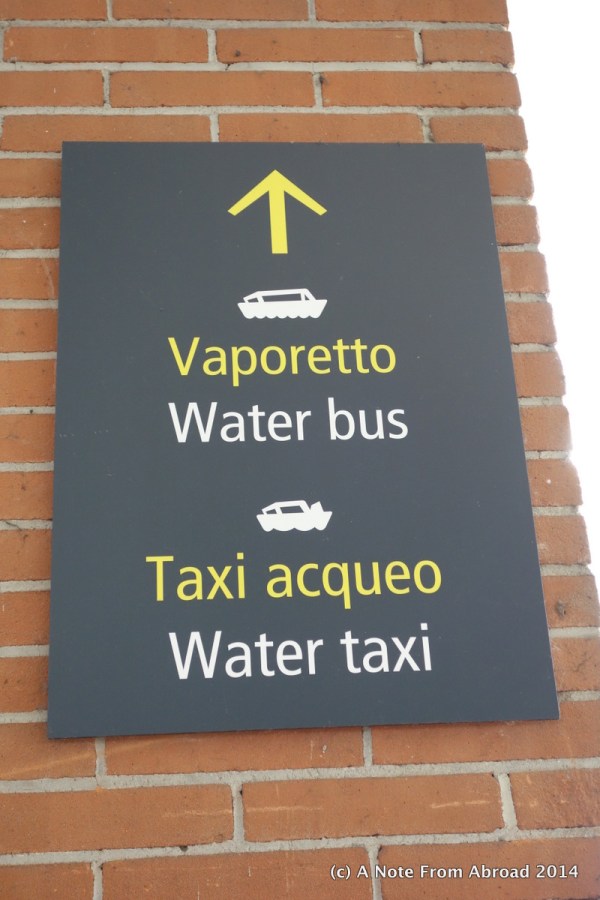 Vaporetto
Water bus
Taxi acqueo
Water taxi
(c) A Note From Abroad 2014